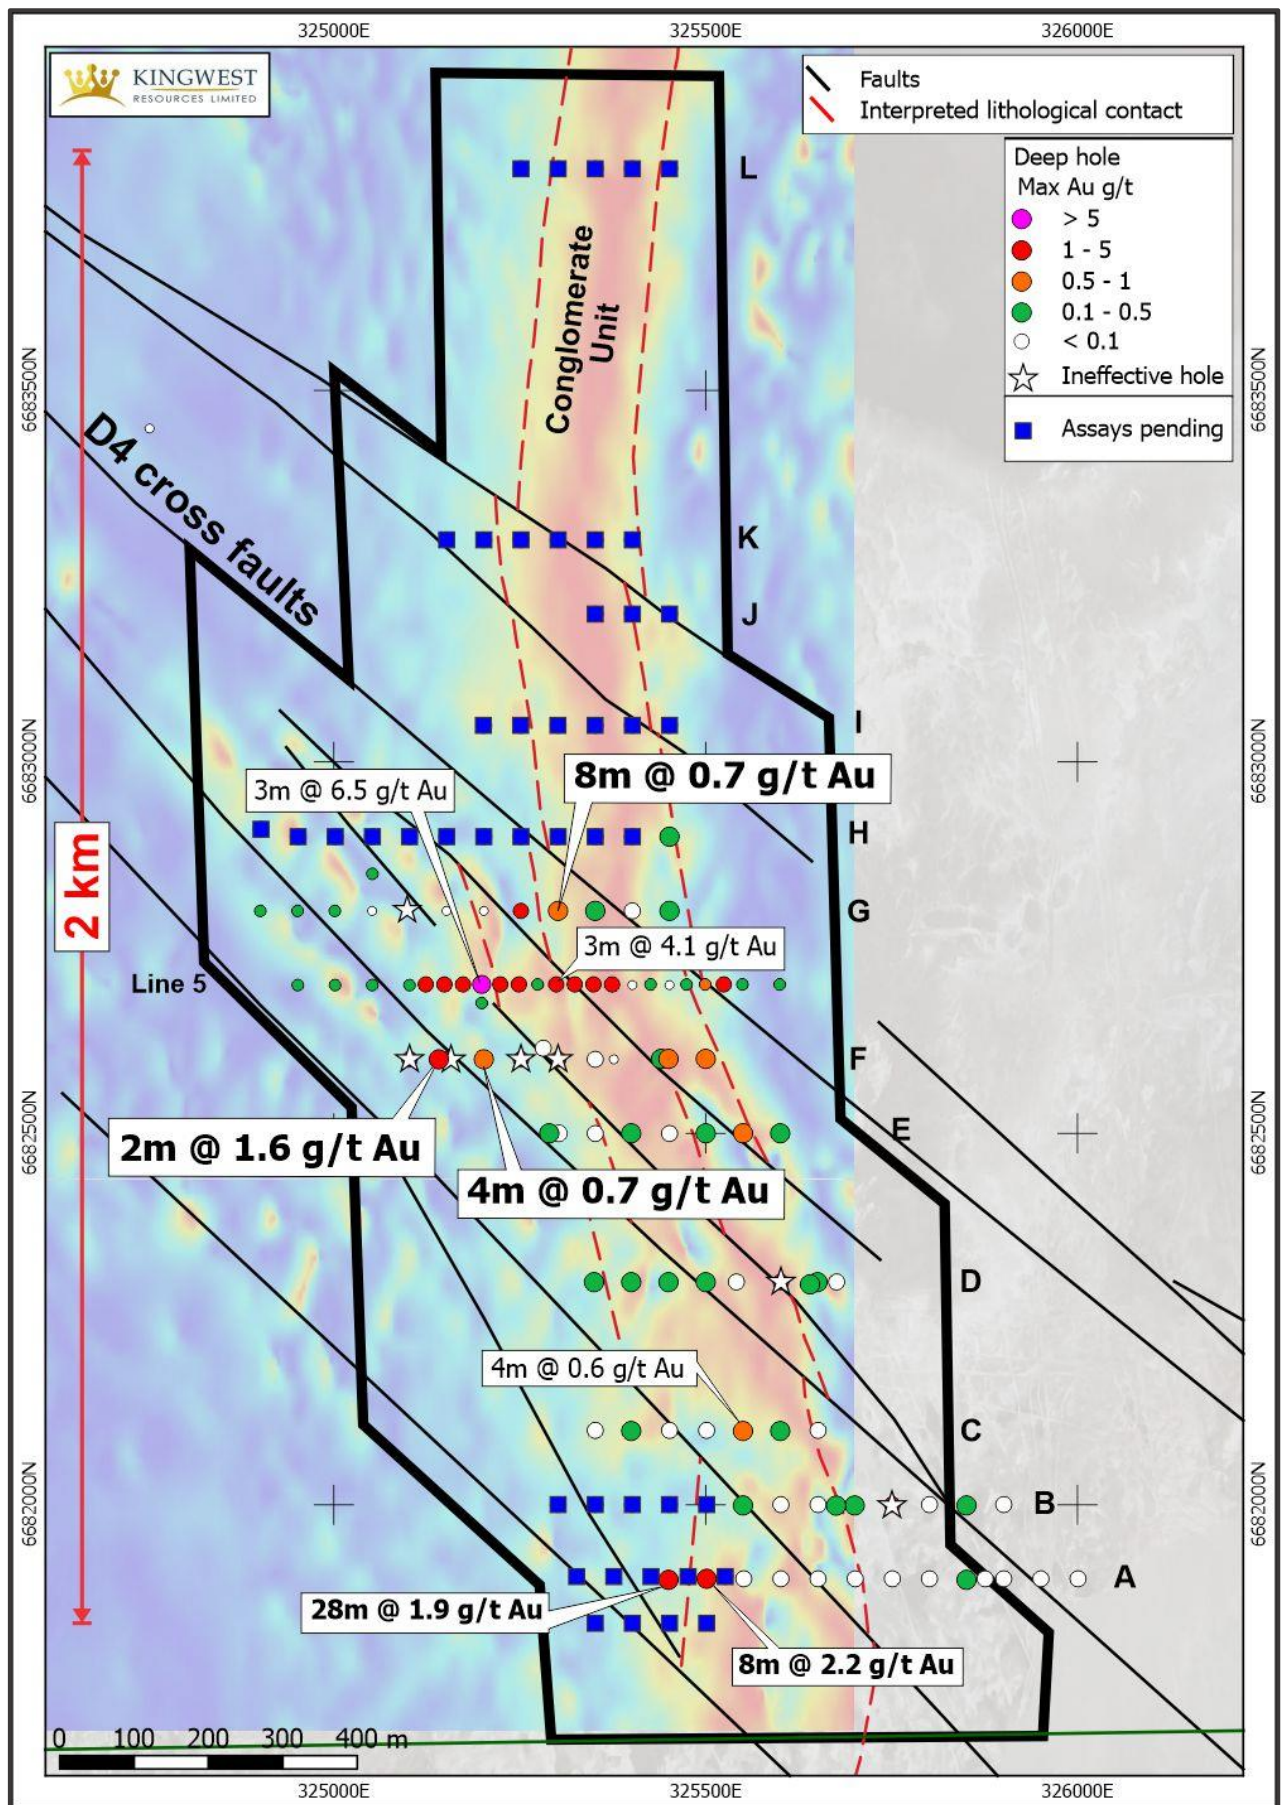 325000E
325500E
326000E
KINGWEST
RESOURCES LIMITED
Faults
Interpreted lithological contact
Deep hole
Max Au g/t
> 5
1 - 5
0.5 - 1
0.1 - 0.5
< 0.1
Ineffective hole
Assays pending
L
Conglomerate
Unit
6683500N
6683500N
D4 cross faults
K
J
I
6683000N
6683000N
3m @ 6.5 g/t Au
8m @ 0.7 g/t Au
H
2 km
G
3m @ 4.1 g/t Au
Line 5
F
6682500N
6682500N
E
2m @ 1.6 g/t Au
4m @ 0.7 g/t Au
D
4m @ 0.6 g/t Au
C
6682000N
6682000N
B
A
28m @ 1.9 g/t Au
8m @ 2.2 g/t Au
0 100 200 300 400 m
325000E
325500E
326000E